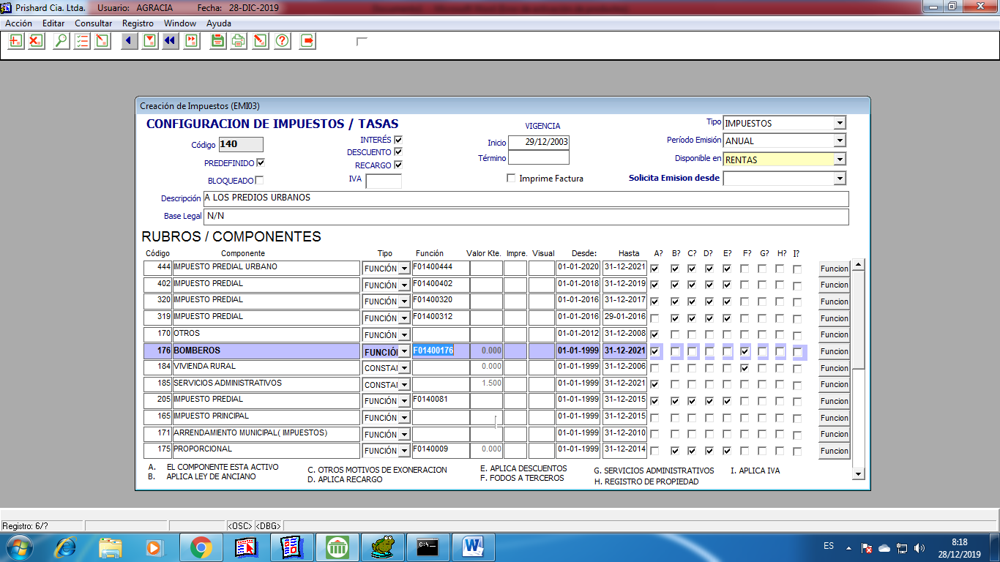 Prishard Cia. Ltda. Usuario: AGRACIA Fecha: 28-DIC-2019
Acción Editar Consultar Registro Window Ayuda
Creación de Impuestos (EMI03)
CONFIGURACION DE IMPUESTOS / TASAS
VIGENCIA
Tipo IMPUESTOS
Código 140
INTERÉS
Inicio 29/12/2003
Período Emisión ANUAL
DESCUENTO
Término
Disponible en RENTAS
PREDEFINIDO
RECARGO
BLOQUEADO
IVA
Imprime Factura
Solicita Emision desde
Descripción A LOS PREDIOS URBANOS
Base Legal N/N
RUBROS / COMPONENTES
Código Componente Tipo Función Valor Kte. Impre. Visual Desde: Hasta A? B? C? D? E? F? G? H? I?
444 IMPUESTO PREDIAL URBANO FUNCIÓN F01400444 01-01-2020 31-12-2021 Funcion
402 IMPUESTO PREDIAL FUNCIÓN F01400402 01-01-2018 31-12-2019 Funcion
320 IMPUESTO PREDIAL FUNCIÓN F01400320 01-01-2016 31-12-2017 Funcion
319 IMPUESTO PREDIAL FUNCIÓN F01400312 01-01-2016 29-01-2016 Funcion
170 OTROS FUNCIÓN 01-01-2012 31-12-2008 Funcion
176 BOMBEROS FUNCIÓN F01400176 0.000 01-01-1999 31-12-2021 Funcion
184 VIVIENDA RURAL CONSTA 0.000 01-01-1999 31-12-2006 Funcion
185 SERVICIOS ADMINISTRATIVOS CONSTA 1.500 01-01-1999 31-12-2021 Funcion
205 IMPUESTO PREDIAL FUNCIÓN F0140081 01-01-1999 31-12-2015 Funcion
165 IMPUESTO PRINCIPAL FUNCIÓN 01-01-1999 31-12-2015 Funcion
171 ARRENDAMIENTO MUNICIPAL( IMPUESTOS) FUNCIÓN 01-01-1999 31-12-2010 Funcion
175 PROPORCIONAL FUNCIÓN F0140009 0.000 01-01-1999 31-12-2014 Funcion
A. EL COMPONENTE ESTA ACTIVO
B. APLICA LEY DE ANCIANO
C. OTROS MOTIVOS DE EXONERACION
D. APLICA RECARGO
E. APLICA DESCUENTOS
F. FODOS A TERCEROS
G. SERVICIOS ADMINISTRATIVOS
H. REGISTRO DE PROPIEDAD
I. APLICA IVA
Registro: 6/? <OSC> <DBG>
ES
8:18
28/12/2019